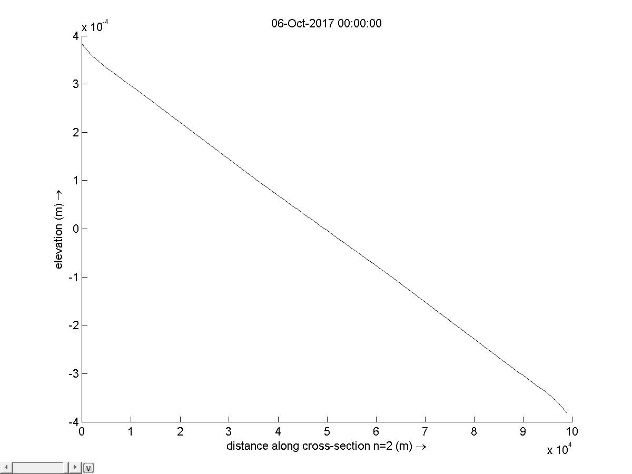 06-Oct-2017 00:00:00
x 10⁻⁴
4
3
2
1
0
-1
-2
-3
-4
elevation (m) →
0 1 2 3 4 5 6 7 8 9 10
distance along cross-section n=2 (m) →
x 10⁴
v